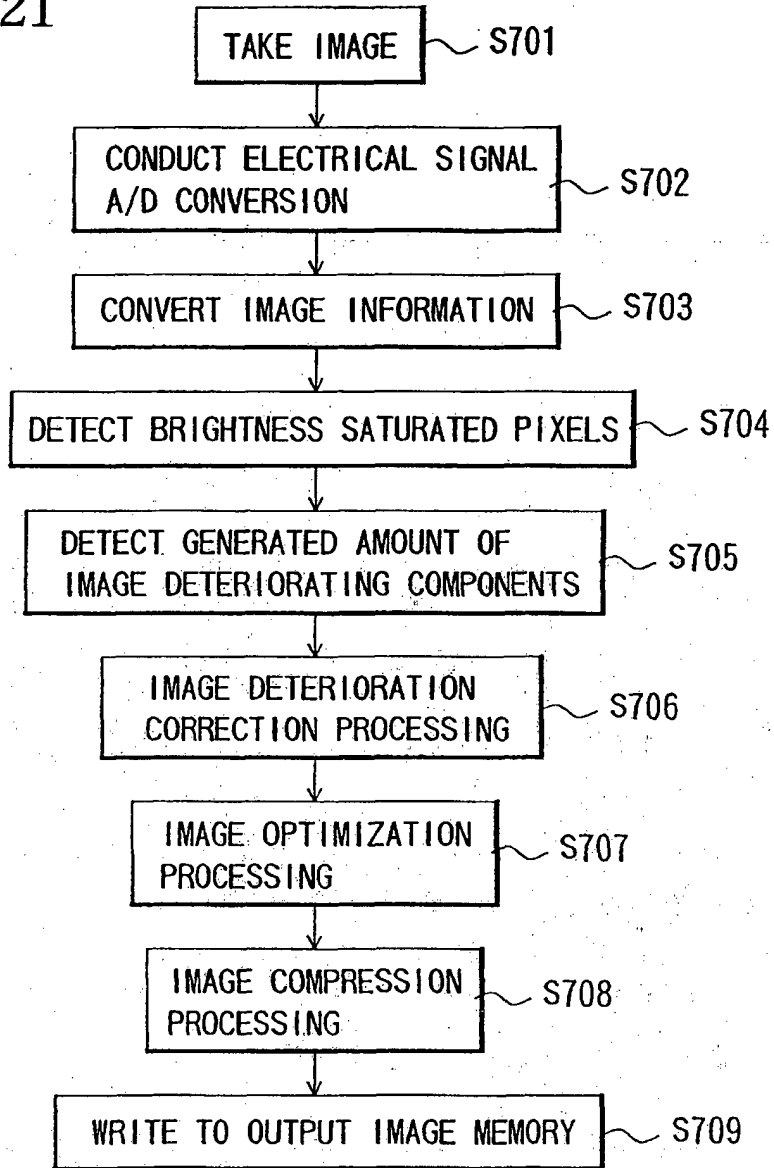 21
TAKE IMAGE
S701
CONDUCT ELECTRICAL SIGNAL
A/D CONVERSION
S702
CONVERT IMAGE INFORMATION
S703
DETECT BRIGHTNESS SATURATED PIXELS
S704
DETECT GENERATED AMOUNT OF
IMAGE DETERIORATING COMPONENTS
S705
IMAGE DETERIORATION
CORRECTION PROCESSING
S706
IMAGE OPTIMIZATION
PROCESSING
S707
IMAGE COMPRESSION
PROCESSING
S708
WRITE TO OUTPUT IMAGE MEMORY
S709